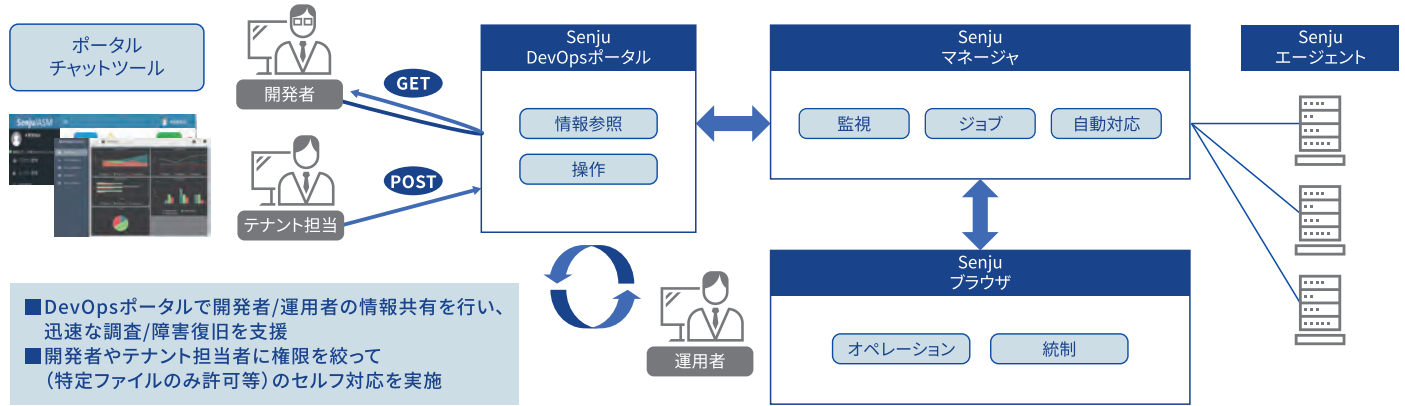 ポータル
チャットツール
Senju/ASM
開発者
テナント担当
GET
POST
Senju
DevOpsポータル
情報参照
操作
Senju
マネージャ
監視
ジョブ
自動対応
Senju
エージェント
Senju
ブラウザ
オペレーション
統制
運用者
■DevOpsポータルで開発者/運用者の情報共有を行い、
迅速な調査/障害復旧を支援
■開発者やテナント担当者に権限を絞って
（特定ファイルのみ許可等）のセルフ対応を実施